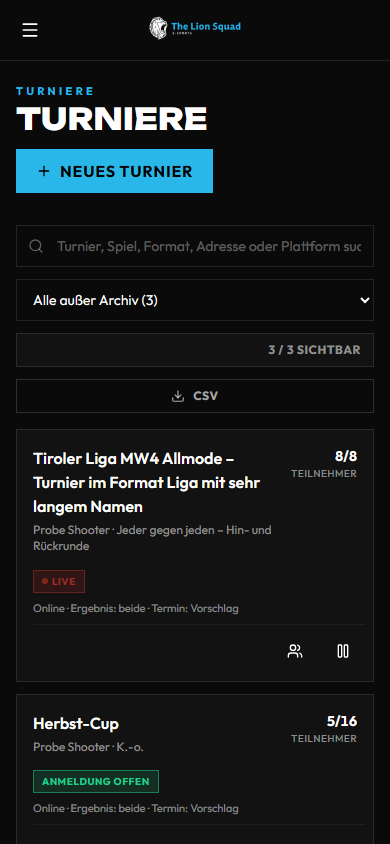 The Lion Squad
E-SPORTS
TURNIERE
TURNIERE
+ NEUES TURNIER
Turnier, Spiel, Format, Adresse oder Plattform suc
Alle außer Archiv (3)
3 / 3 SICHTBAR
CSV
Tiroler Liga MW4 Allmode –
Turnier im Format Liga mit sehr
langem Namen
8/8
TEILNEHMER
Probe Shooter · Jeder gegen jeden – Hin- und
Rückrunde
LIVE
Online · Ergebnis: beide · Termin: Vorschlag
Herbst-Cup
5/16
TEILNEHMER
Probe Shooter · K.-o.
ANMELDUNG OFFEN
Online · Ergebnis: beide · Termin: Vorschlag